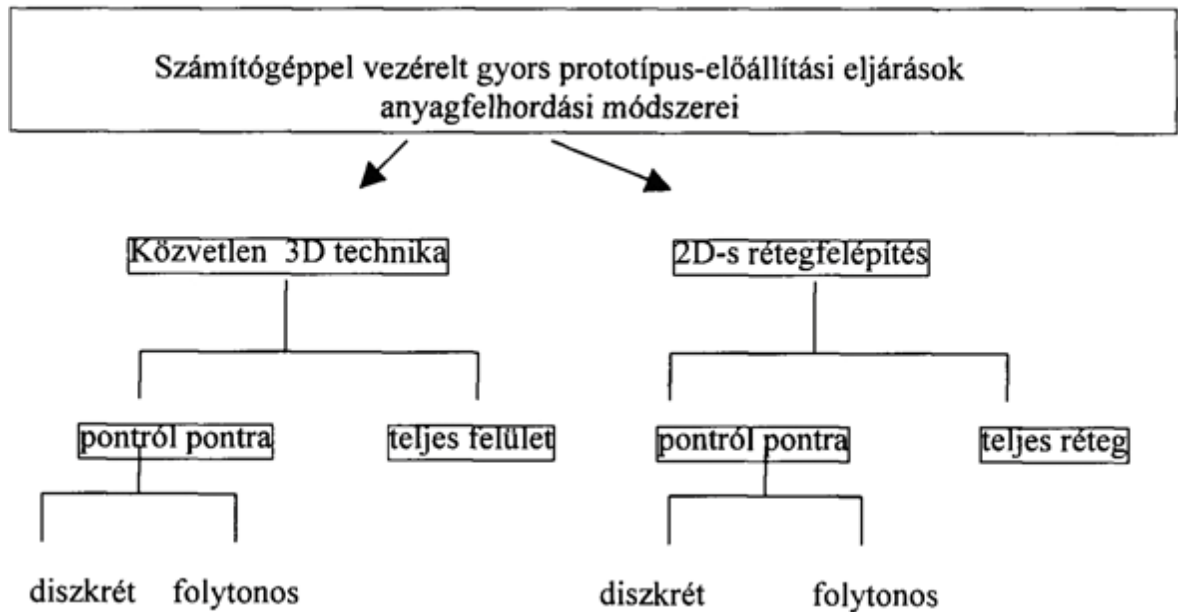 Számítógéppel vezérelt gyors prototípus-előállítási eljárások
anyagfelhordási módszerei
Közvetlen 3D technika
2D-s rétegfelépítés
pontról pontra
teljes felület
pontról pontra
teljes réteg
diszkrét
folytonos
diszkrét
folytonos